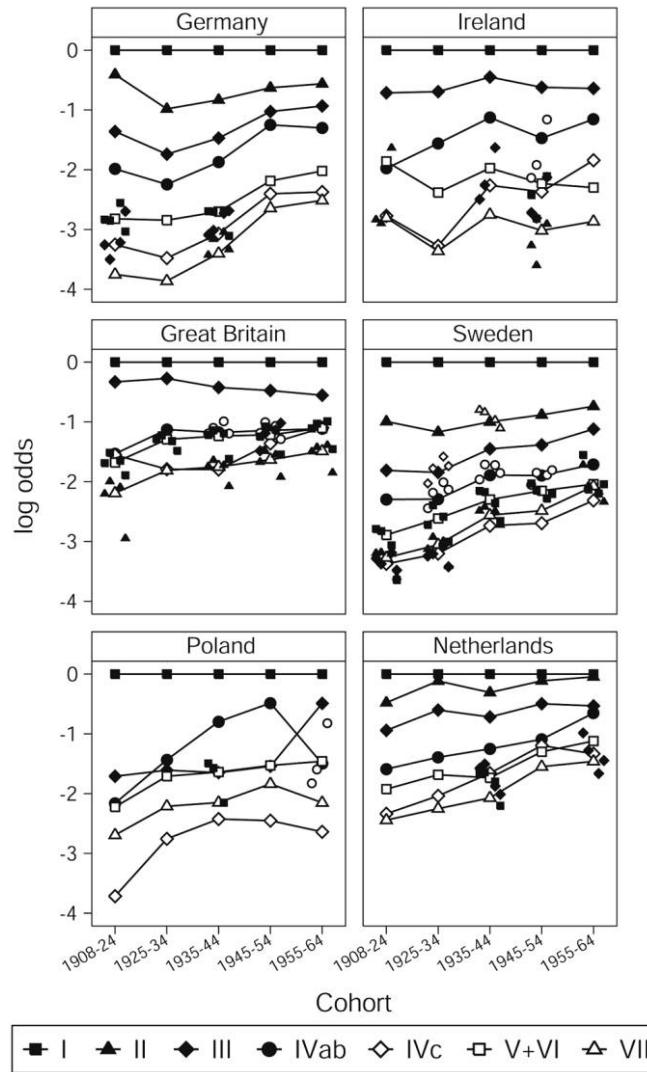 Germany
Ireland
0
-1
-2
-3
-4
Great Britain
Sweden
0
-1
-2
-3
-4
log odds
Poland
Netherlands
0
-1
-2
-3
-4
1908-24
1925-34
1935-44
1945-54
1955-64
1908-24
1925-34
1935-44
1945-54
1955-64
Cohort
I II III IVab IVc V+VI VII